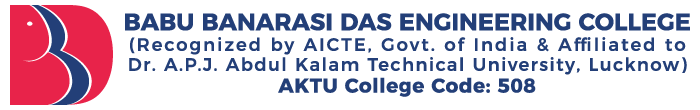 BABU BANARASI DAS ENGINEERING COLLEGE
(Recognized by AICTE, Govt. of India & Affiliated to
Dr. A.P.J. Abdul Kalam Technical University, Lucknow)
AKTU College Code: 508